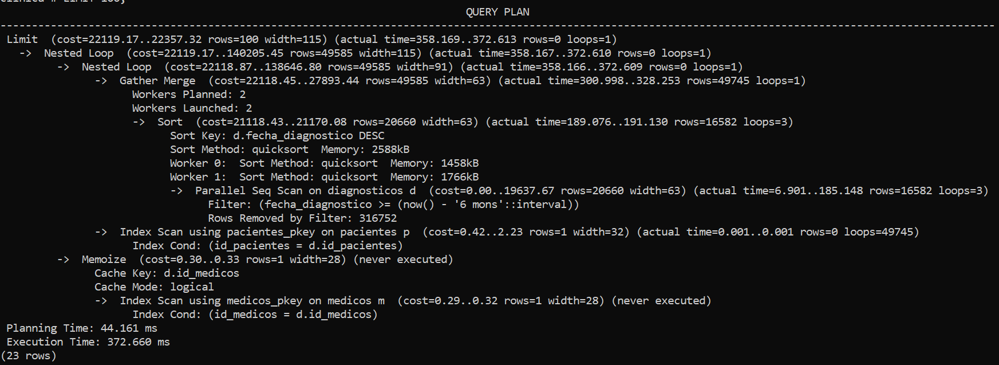 QUERY PLAN
-----------------------------------------------------------------------------------------------------------------------------------------------------------------
Limit  (cost=22119.17..22357.32 rows=100 width=115) (actual time=358.169..372.613 rows=0 loops=1)
->  Nested Loop  (cost=22119.17..140205.45 rows=49585 width=115) (actual time=358.167..372.610 rows=0 loops=1)
->  Nested Loop  (cost=22118.87..138646.80 rows=49585 width=91) (actual time=358.166..372.609 rows=0 loops=1)
->  Gather Merge  (cost=22118.45..27893.44 rows=49585 width=63) (actual time=300.998..328.253 rows=49745 loops=1)
Workers Planned: 2
Workers Launched: 2
->  Sort  (cost=21118.43..21170.08 rows=20660 width=63) (actual time=189.076..191.130 rows=16582 loops=3)
Sort Key: d.fecha_diagnostico DESC
Sort Method: quicksort  Memory: 2588kB
Worker 0:  Sort Method: quicksort  Memory: 1458kB
Worker 1:  Sort Method: quicksort  Memory: 1766kB
->  Parallel Seq Scan on diagnosticos d  (cost=0.00..19637.67 rows=20660 width=63) (actual time=6.901..185.148 rows=16582 loops=3)
Filter: (fecha_diagnostico >= (now() - '6 mons'::interval))
Rows Removed by Filter: 316752
->  Index Scan using pacientes_pkey on pacientes p  (cost=0.42..2.23 rows=1 width=32) (actual time=0.001..0.001 rows=0 loops=49745)
Index Cond: (id_pacientes = d.id_pacientes)
->  Memoize  (cost=0.30..0.33 rows=1 width=28) (never executed)
Cache Key: d.id_medicos
Cache Mode: logical
->  Index Scan using medicos_pkey on medicos m  (cost=0.29..0.32 rows=1 width=28) (never executed)
Index Cond: (id_medicos = d.id_medicos)
Planning Time: 44.161 ms
Execution Time: 372.660 ms
(23 rows)